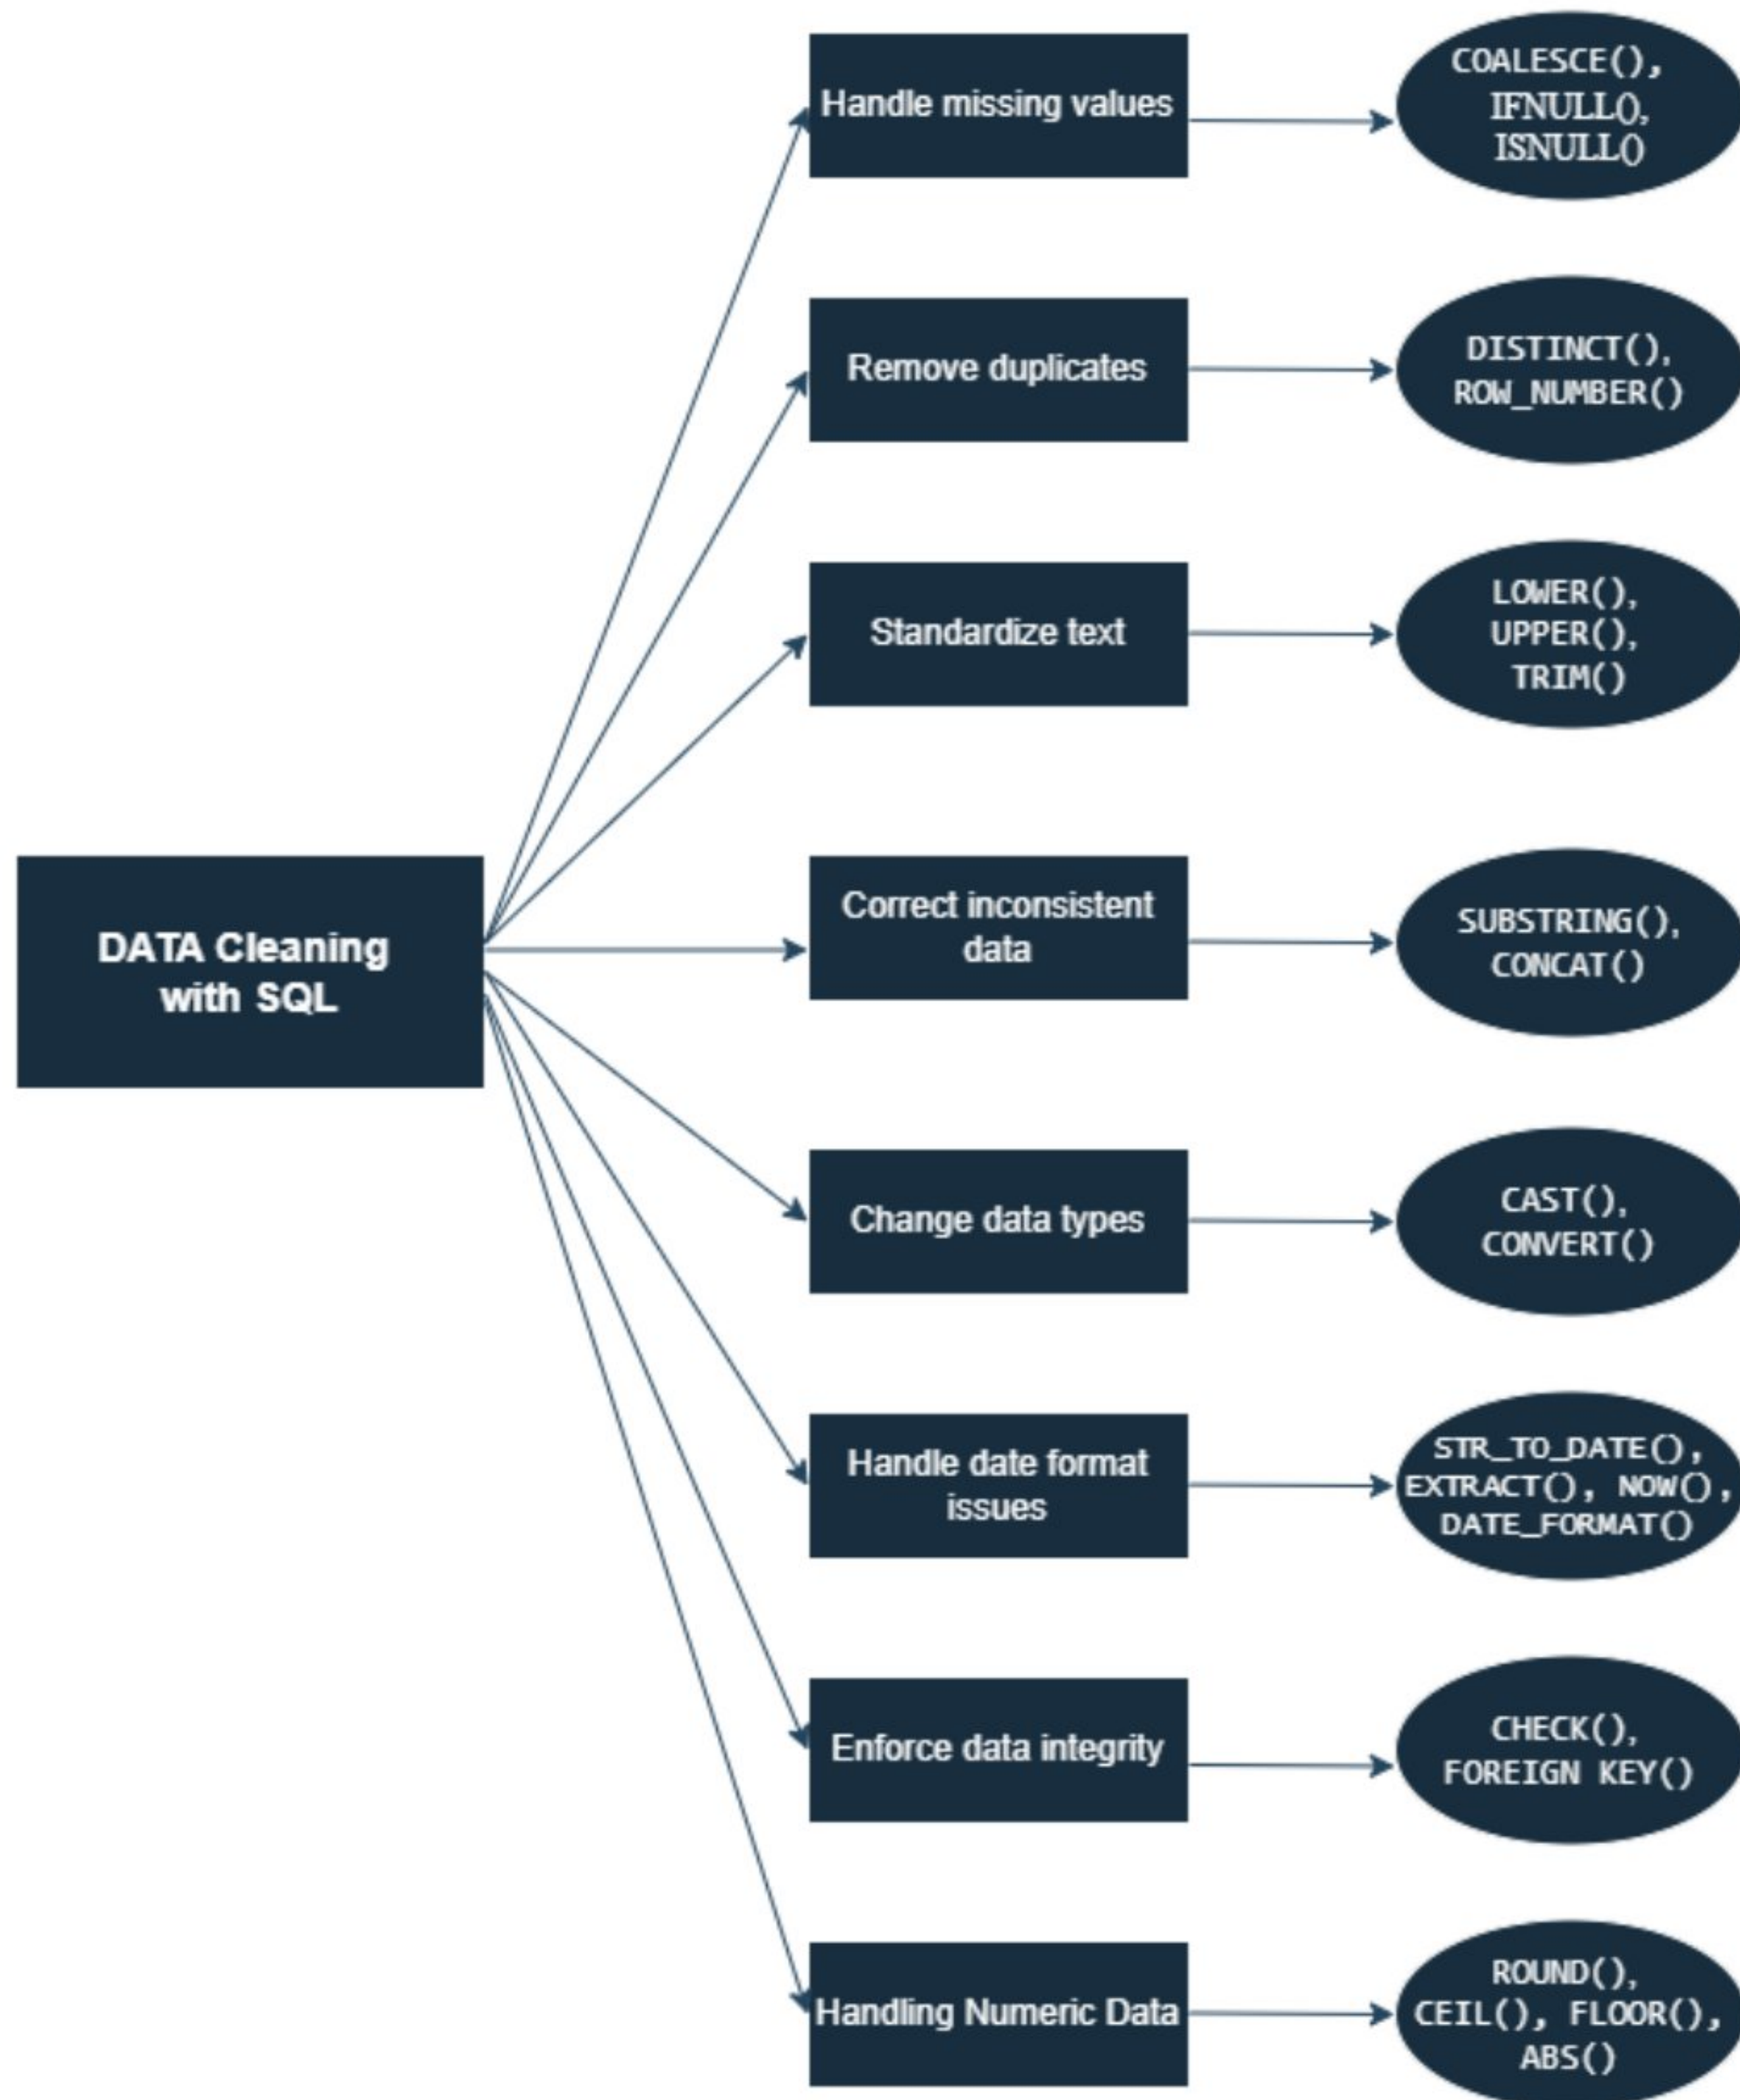 Handle missing values
COALESCE(),
IFNULL(),
ISNULL()
Remove duplicates
DISTINCT(),
ROW_NUMBER()
Standardize text
LOWER(),
UPPER(),
TRIM()
DATA Cleaning
with SQL
Correct inconsistent
data
SUBSTRING(),
CONCAT()
Change data types
CAST(),
CONVERT()
Handle date format
issues
STR_TO_DATE(),
EXTRACT(), NOW(),
DATE_FORMAT()
Enforce data integrity
CHECK(),
FOREIGN KEY()
Handling Numeric Data
ROUND(),
CEIL(), FLOOR(),
ABS()